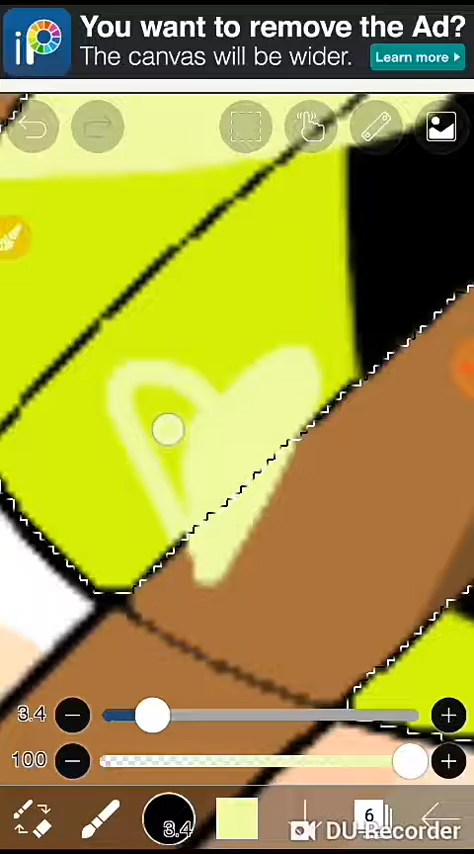 iP
You want to remove the Ad?
The canvas will be wider.
Learn more
3.4
100
3.4
6
DU Recorder